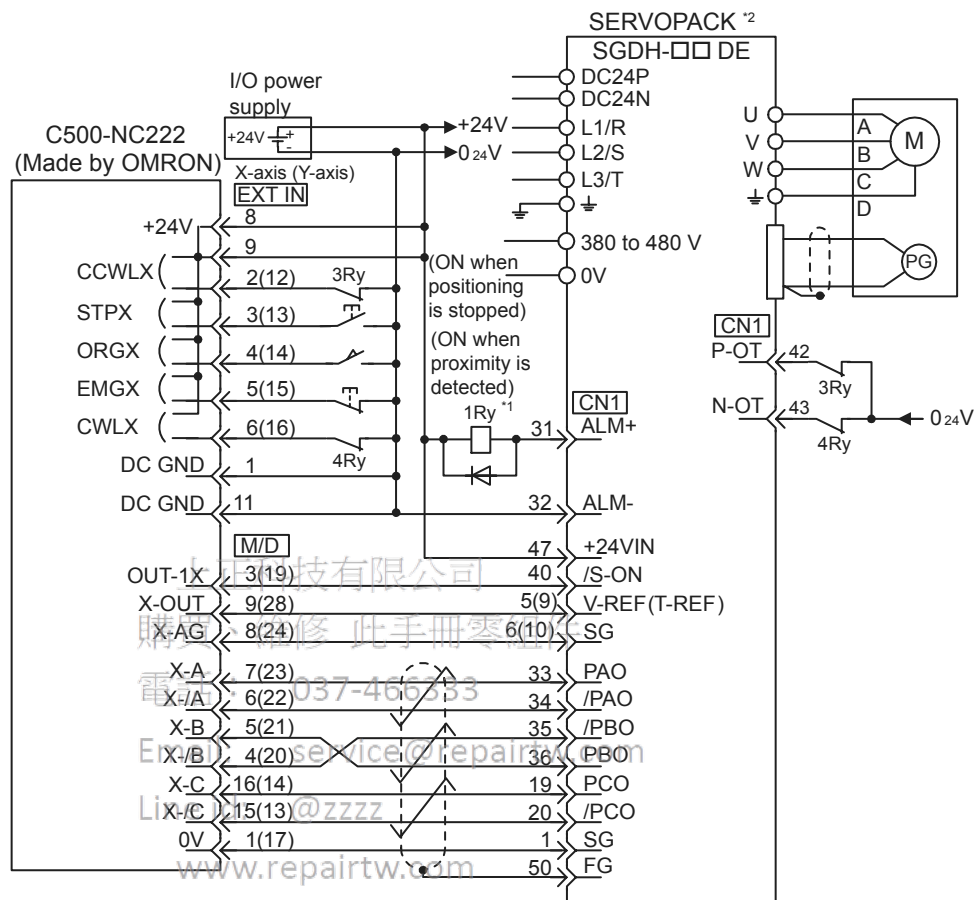 SERVOPACK *2
SGDH-□□ DE
I/O power
supply
+24V
+
-
C500-NC222
(Made by OMRON)
X-axis (Y-axis)
EXT IN
+24V
0 24V
DC24P
DC24N
L1/R
L2/S
L3/T
380 to 480 V
0V
U
V
W
A
B
C
D
M
PG
+24V
8
9
CCWLX
2(12)
3Ry
STPX
3(13)
ORGX
4(14)
EMGX
5(15)
CWLX
6(16)
4Ry
DC GND
1
DC GND
11
(ON when
positioning
is stopped)
(ON when
proximity is
detected)
1Ry *1
CN1
31
ALM+
32
ALM-
CN1
P-OT
42
3Ry
N-OT
43
4Ry
0 24V
M/D
47
+24VIN
OUT-1X
3(19)
40
/S-ON
X-OUT
9(28)
5(9)
V-REF(T-REF)
X-AG
8(24)
6(10)
SG
X-A
7(23)
33
PAO
X-/A
6(22)
34
/PAO
X-B
5(21)
35
/PBO
X-/B
4(20)
36
PBO
X-C
16(14)
19
PCO
X-/C
15(13)
20
/PCO
0V
1(17)
1
SG
50
FG
上正科技有限公司
購買、維修 此手冊零組件
電話: 037-466333
Email: service@repairtw.com
Line id: @zzzz
www.repairtw.com